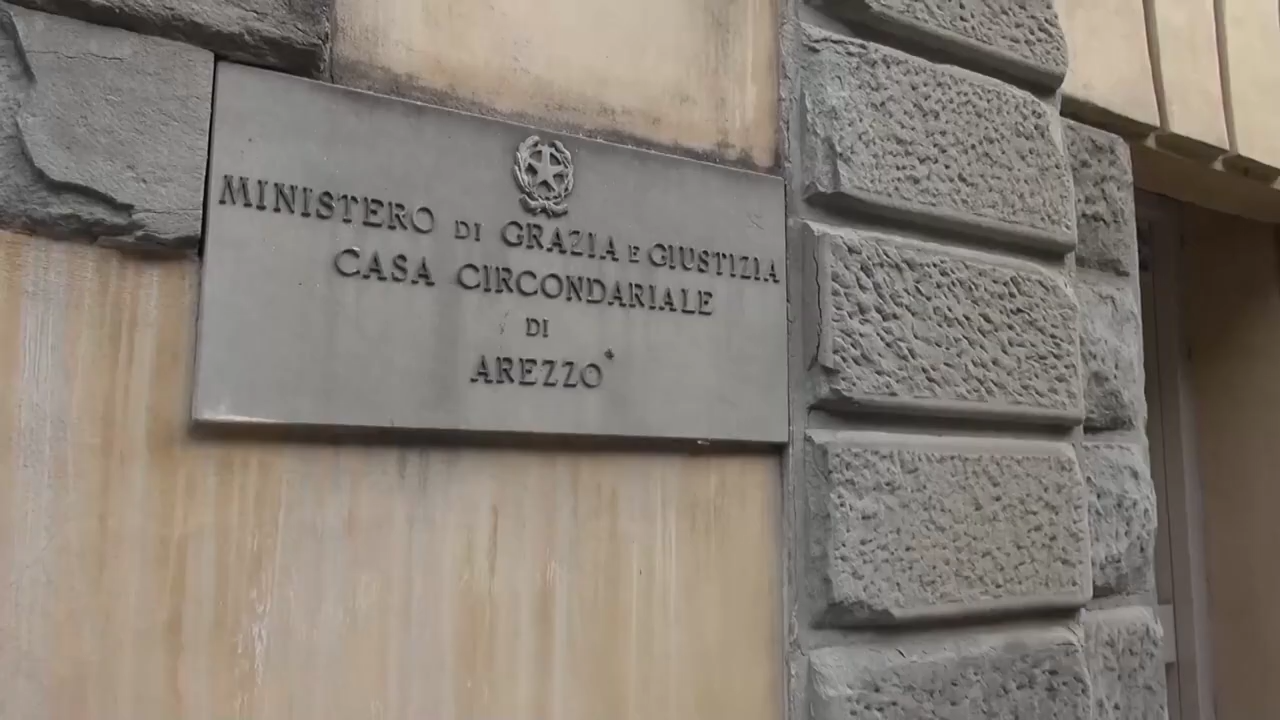 MINISTERO DI GRAZIA E GIUSTIZIA
CASA CIRCONDARIALE
DI
AREZZO